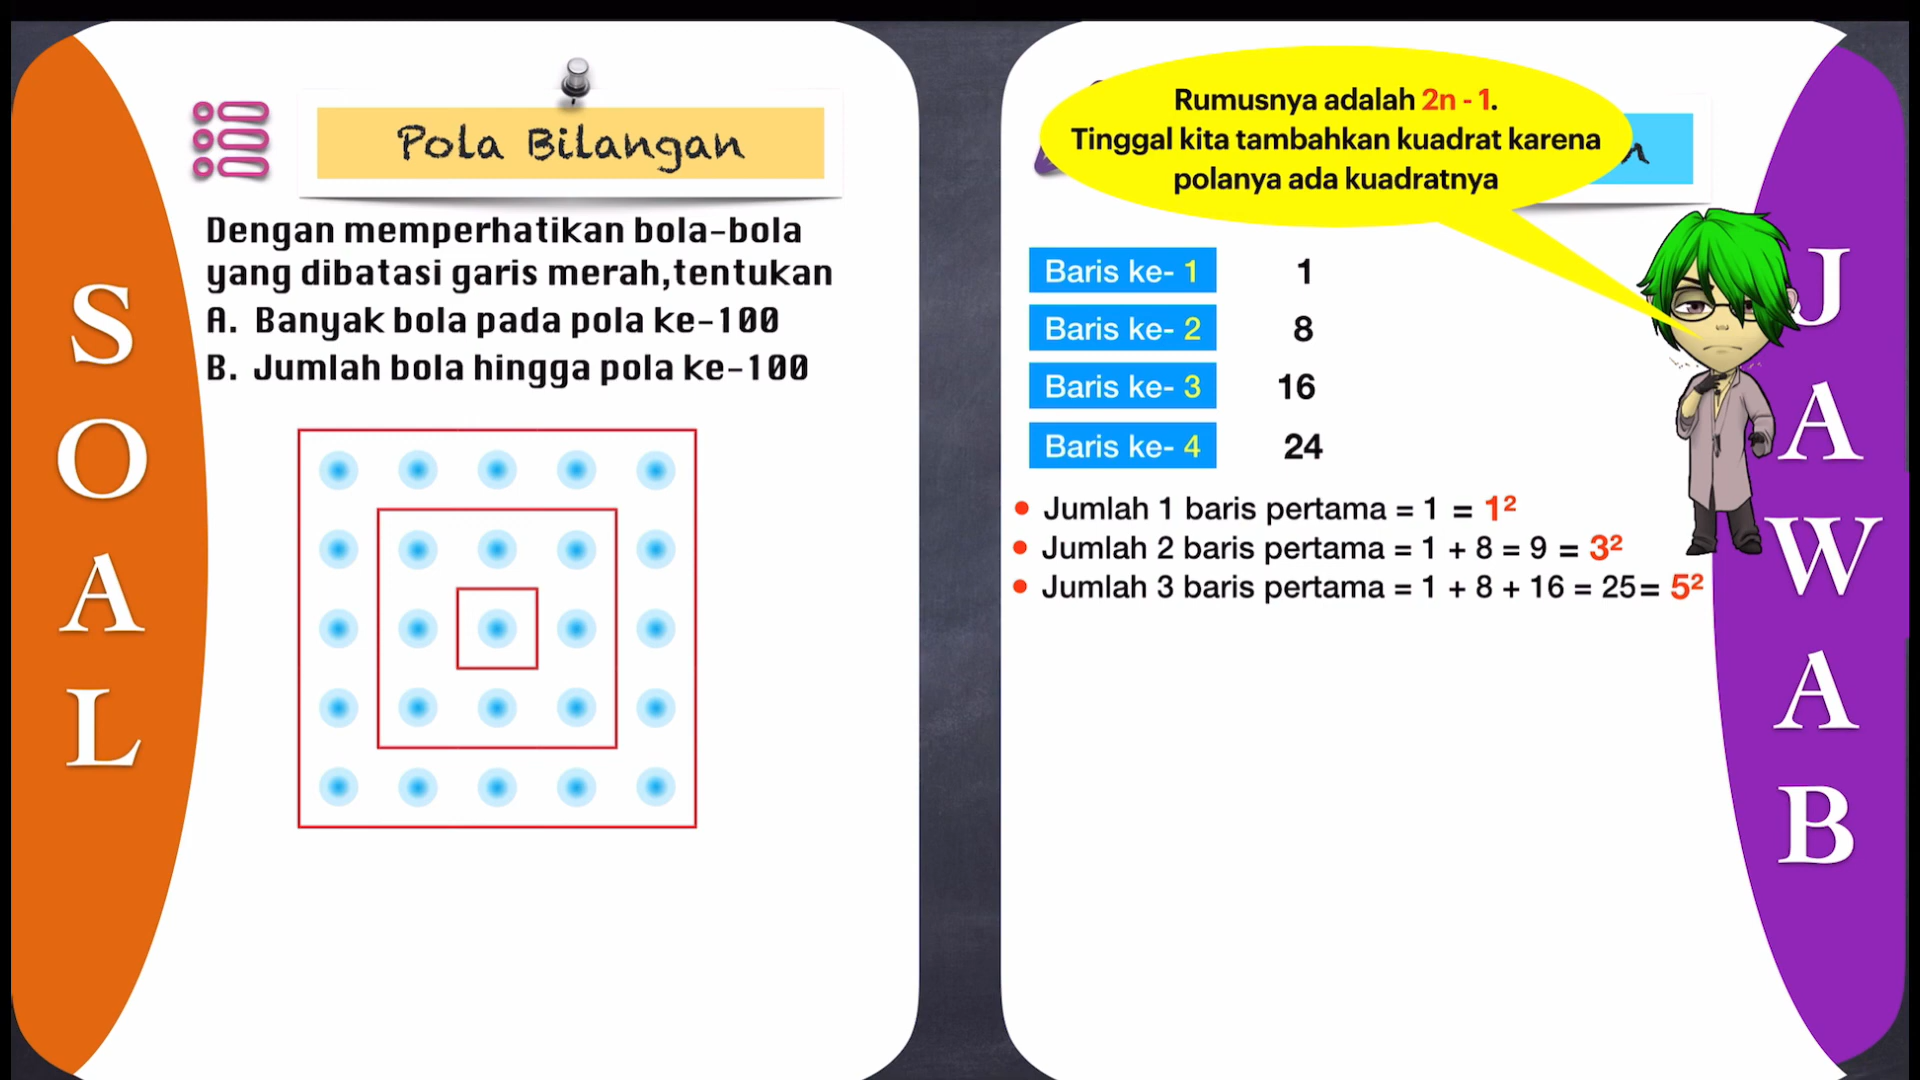 SOAL
Pola Bilangan
Dengan memperhatikan bola-bola
yang dibatasi garis merah,tentukan
A. Banyak bola pada pola ke-100
B. Jumlah bola hingga pola ke-100
Rumusnya adalah 2n - 1.
Tinggal kita tambahkan kuadrat karena
polanya ada kuadratnya
Baris ke- 1 1
Baris ke- 2 8
Baris ke- 3 16
Baris ke- 4 24
• Jumlah 1 baris pertama = 1 = 1²
• Jumlah 2 baris pertama = 1 + 8 = 9 = 3²
• Jumlah 3 baris pertama = 1 + 8 + 16 = 25= 5²
JAWAB